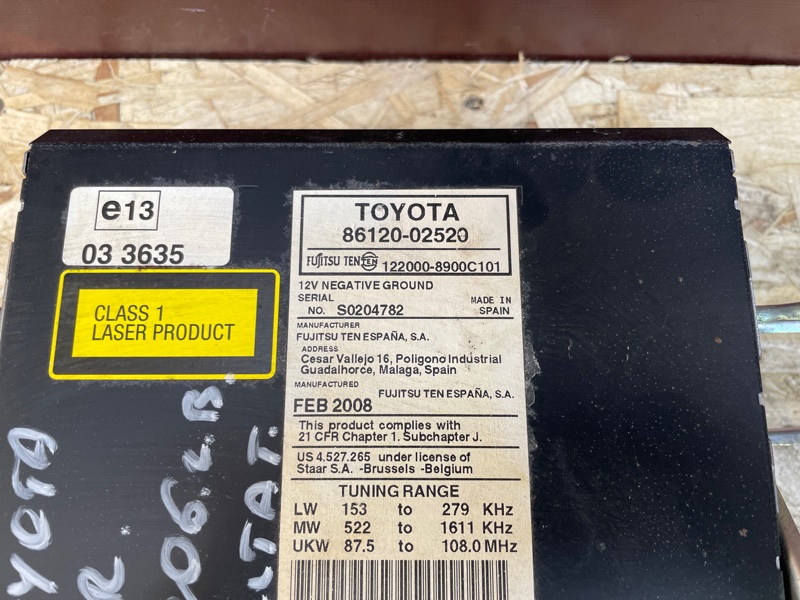 e13
03 3635
CLASS 1
LASER PRODUCT
TOYOTA
86120-02520
FUJITSU TEN TEN 122000-8900C101
12V NEGATIVE GROUND
SERIAL
NO. S0204782
MADE IN
SPAIN
MANUFACTURER
FUJITSU TEN ESPAÑA, S.A.
ADDRESS
Cesar Vallejo 16, Poligono Industrial
Guadalhorce, Malaga, Spain
MANUFACTURED
FUJITSU TEN ESPAÑA, S.A.
FEB 2008
This product complies with
21 CFR Chapter 1. Subchapter J.
US 4.527.265 under license of
Staar S.A. -Brussels -Belgium
TUNING RANGE
LW 153 to 279 KHz
MW 522 to 1611 KHz
UKW 87.5 to 108.0 MHz